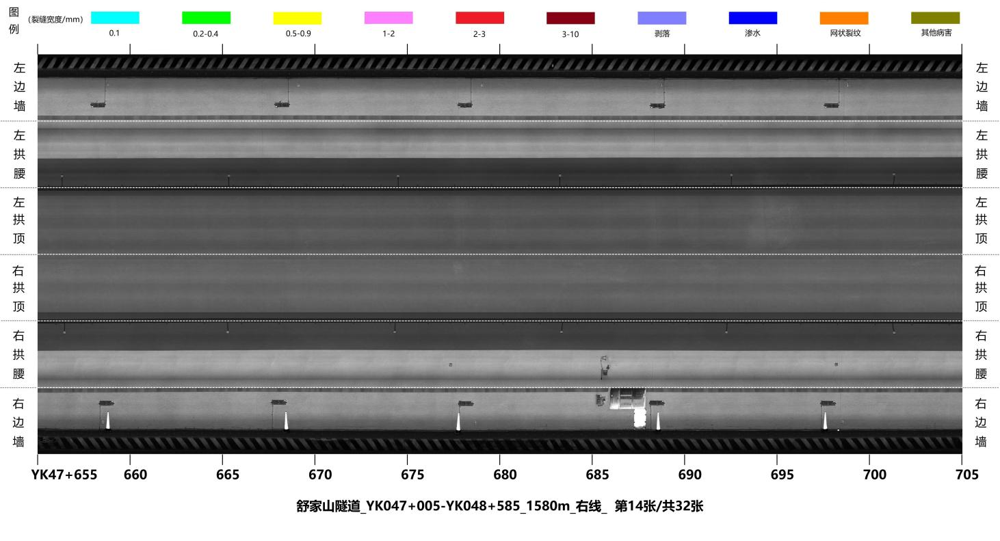 图例
(裂缝宽度/mm)
0.1
0.2-0.4
0.5-0.9
1-2
2-3
3-10
剥落
渗水
网状裂纹
其他病害
左边墙
左边墙
左拱腰
左拱腰
左拱顶
左拱顶
右拱顶
右拱顶
右拱腰
右拱腰
右边墙
右边墙
YK47+655 660 665 670 675 680 685 690 695 700 705
舒家山隧道_YK047+005-YK048+585_1580m_右线_ 第14张/共32张